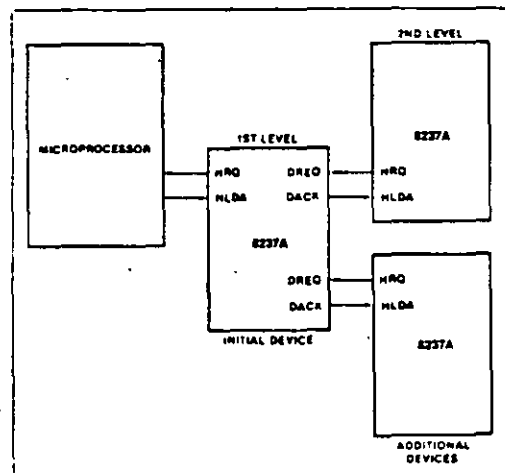 2ND LEVEL
8237A
MICROPROCESSOR
1ST LEVEL
HRQ DREQ HRQ
HLDA DACK HLDA
8237A
DREQ HRQ
DACK HLDA
INITIAL DEVICE
8237A
ADDITIONAL
DEVICES